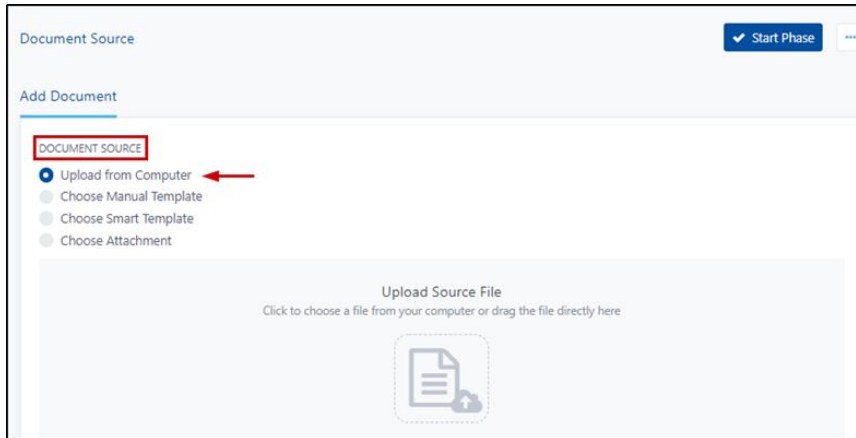 Document Source
Start Phase
Add Document
DOCUMENT SOURCE
Upload from Computer
Choose Manual Template
Choose Smart Template
Choose Attachment
Upload Source File
Click to choose a file from your computer or drag the file directly here